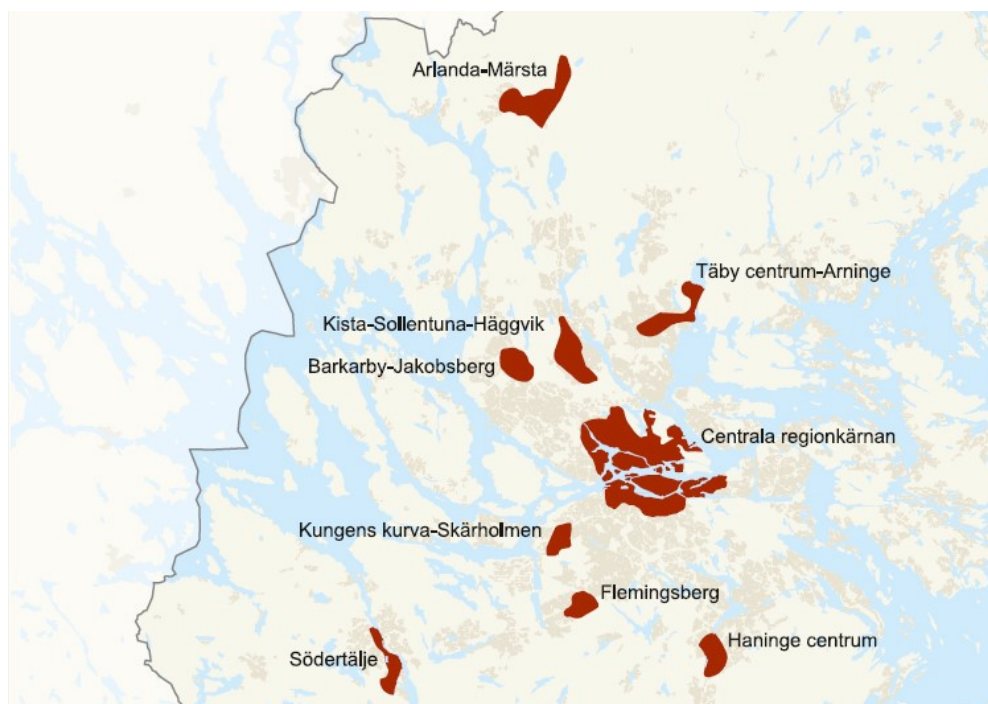 Arlanda-Märsta
Täby centrum-Arninge
Kista-Sollentuna-Häggvik
Barkarby-Jakobsberg
Centrala regionkärnan
Kungens kurva-Skärholmen
Flemingsberg
Haninge centrum
Södertälje